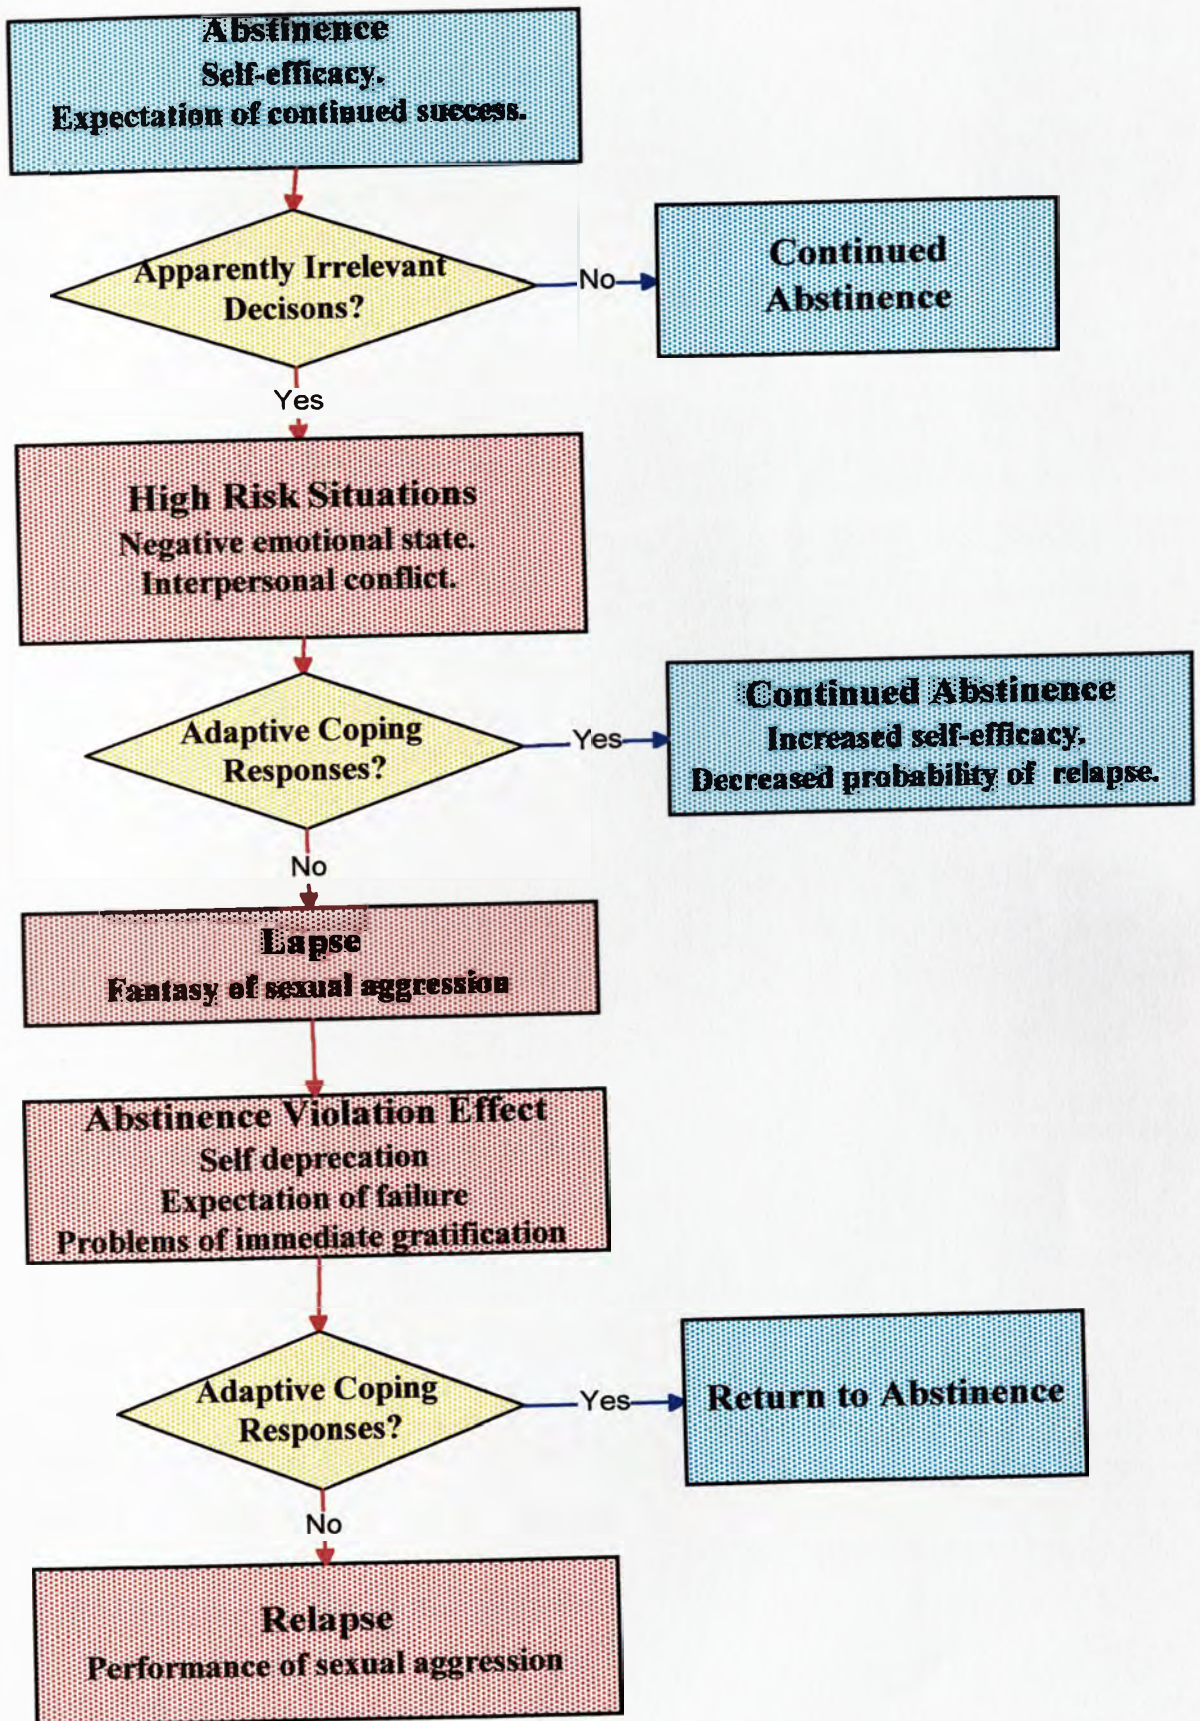 Abstinence
Self-efficacy.
Expectation of continued success.
Apparently Irrelevant
Decisons?
No
Continued
Abstinence
Yes
High Risk Situations
Negative emotional state.
Interpersonal conflict.
Adaptive Coping
Responses?
Yes
Continued Abstinence
Increased self-efficacy.
Decreased probability of relapse.
No
Lapse
Fantasy of sexual aggression
Abstinence Violation Effect
Self deprecation
Expectation of failure
Problems of immediate gratification
Adaptive Coping
Responses?
Yes
Return to Abstinence
No
Relapse
Performance of sexual aggression